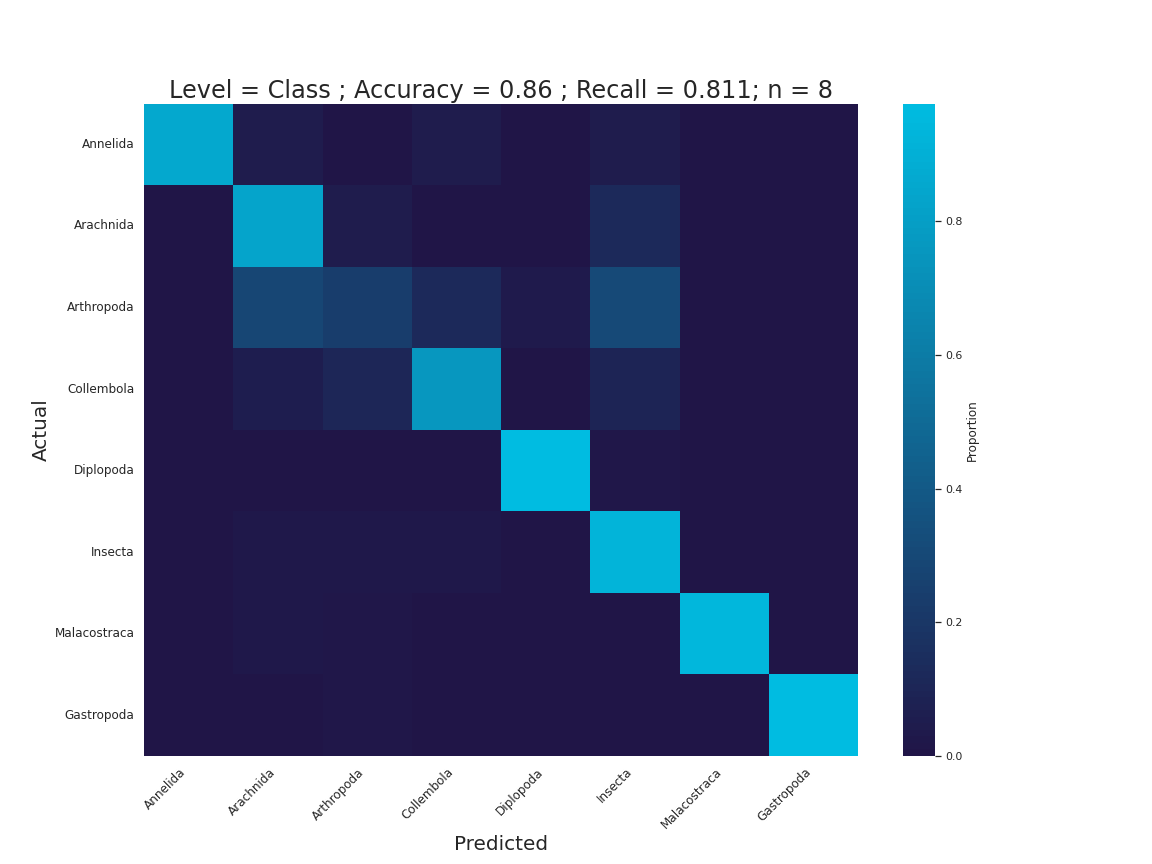 Level = Class ; Accuracy = 0.86 ; Recall = 0.811; n = 8
Annelida
Arachnida
Arthropoda
Collembola
Diplopoda
Insecta
Malacostraca
Gastropoda
Actual
Annelida
Arachnida
Arthropoda
Collembola
Diplopoda
Insecta
Malacostraca
Gastropoda
Predicted
0.8
0.6
0.4
0.2
0.0
Proportion